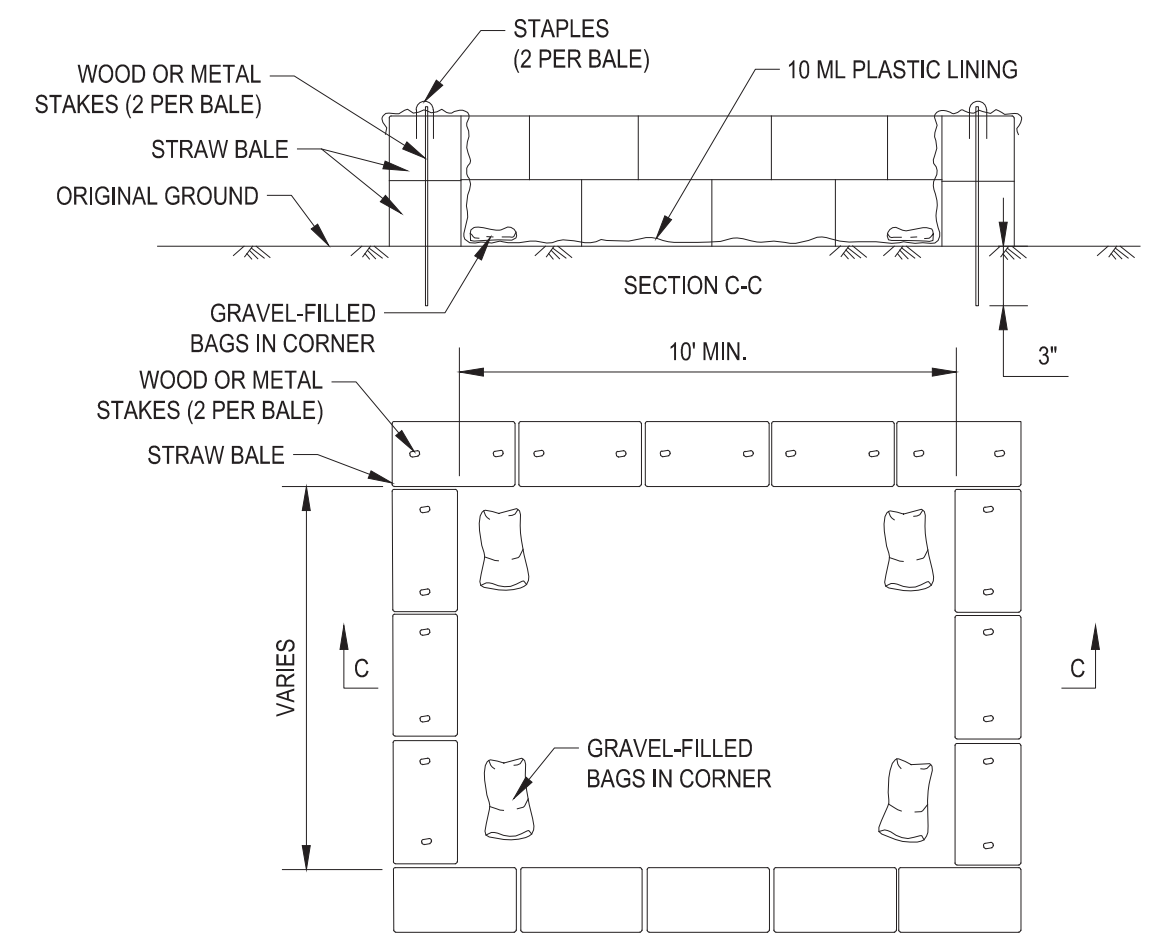 STAPLES
(2 PER BALE)
WOOD OR METAL
STAKES (2 PER BALE)
10 ML PLASTIC LINING
STRAW BALE
ORIGINAL GROUND
SECTION C-C
GRAVEL-FILLED
BAGS IN CORNER
10' MIN.
3"
WOOD OR METAL
STAKES (2 PER BALE)
STRAW BALE
VARIES
C
C
GRAVEL-FILLED
BAGS IN CORNER